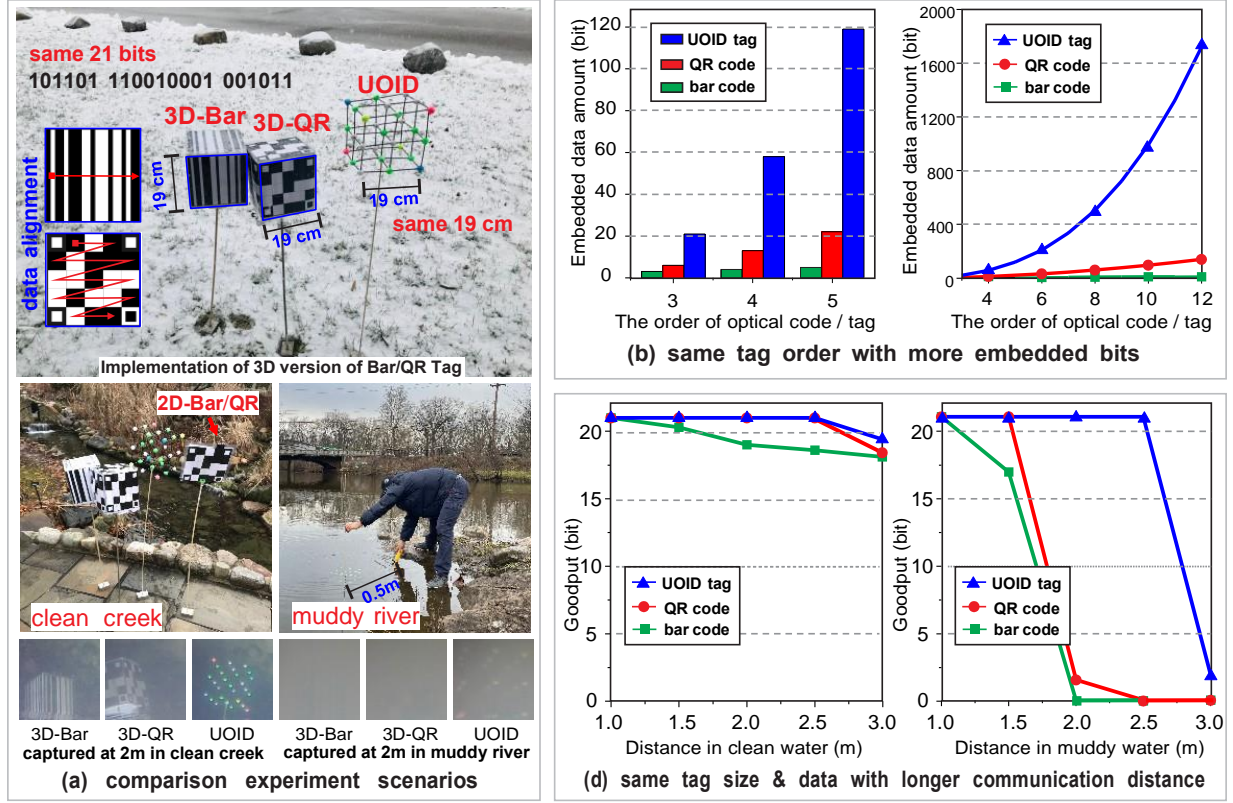 same 21 bits
101101 110010001 001011
UOID
3D-Bar
3D-QR
19 cm
19 cm
19 cm
same 19 cm
data alignment
Implementation of 3D version of Bar/QR Tag
2D-Bar/QR
0.5m
clean creek
muddy river
3D-Bar 3D-QR UOID 3D-Bar 3D-QR UOID
captured at 2m in clean creek captured at 2m in muddy river
(a) comparison experiment scenarios
Embedded data amount (bit)
120
100
80
60
40
20
0
UOID tag
QR code
bar code
3 4 5
The order of optical code / tag
Embedded data amount (bit)
2000
1600
1200
800
400
0
UOID tag
QR code
bar code
4 6 8 10 12
The order of optical code / tag
(b) same tag order with more embedded bits
Goodput (bit)
20
15
10
5
0
UOID tag
QR code
bar code
1.0 1.5 2.0 2.5 3.0
Distance in clean water (m)
Goodput (bit)
20
15
10
5
0
UOID tag
QR code
bar code
1.0 1.5 2.0 2.5 3.0
Distance in muddy water (m)
(d) same tag size & data with longer communication distance